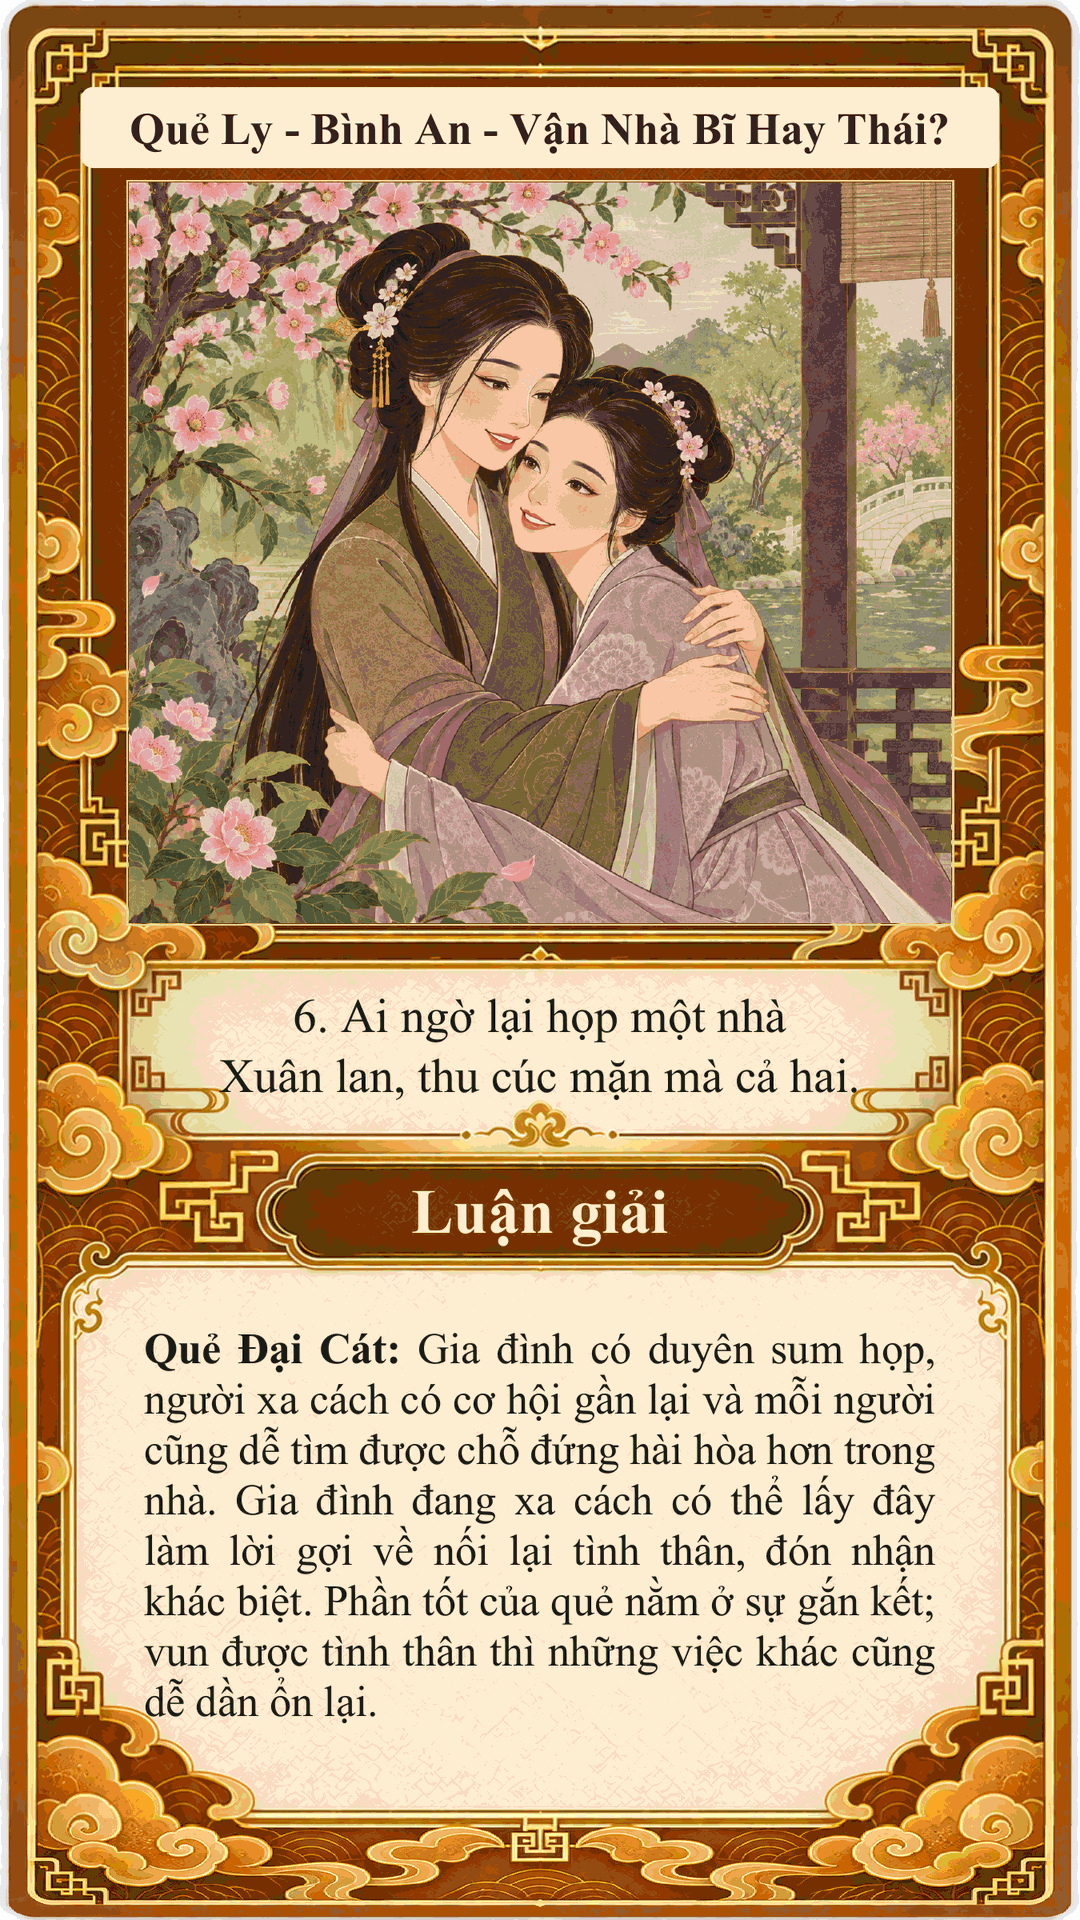 Quẻ Ly - Bình An - Vận Nhà Bĩ Hay Thái?
6. Ai ngờ lại họp một nhà
Xuân lan, thu cúc mặn mà cả hai.
Luận giải
Quẻ Đại Cát: Gia đình có duyên sum họp,
người xa cách có cơ hội gần lại và mỗi người
cũng dễ tìm được chỗ đứng hài hòa hơn trong
nhà. Gia đình đang xa cách có thể lấy đây
làm lời gợi về nối lại tình thân, đón nhận
khác biệt. Phần tốt của quẻ nằm ở sự gắn kết;
vun được tình thân thì những việc khác cũng
dễ dần ổn lại.